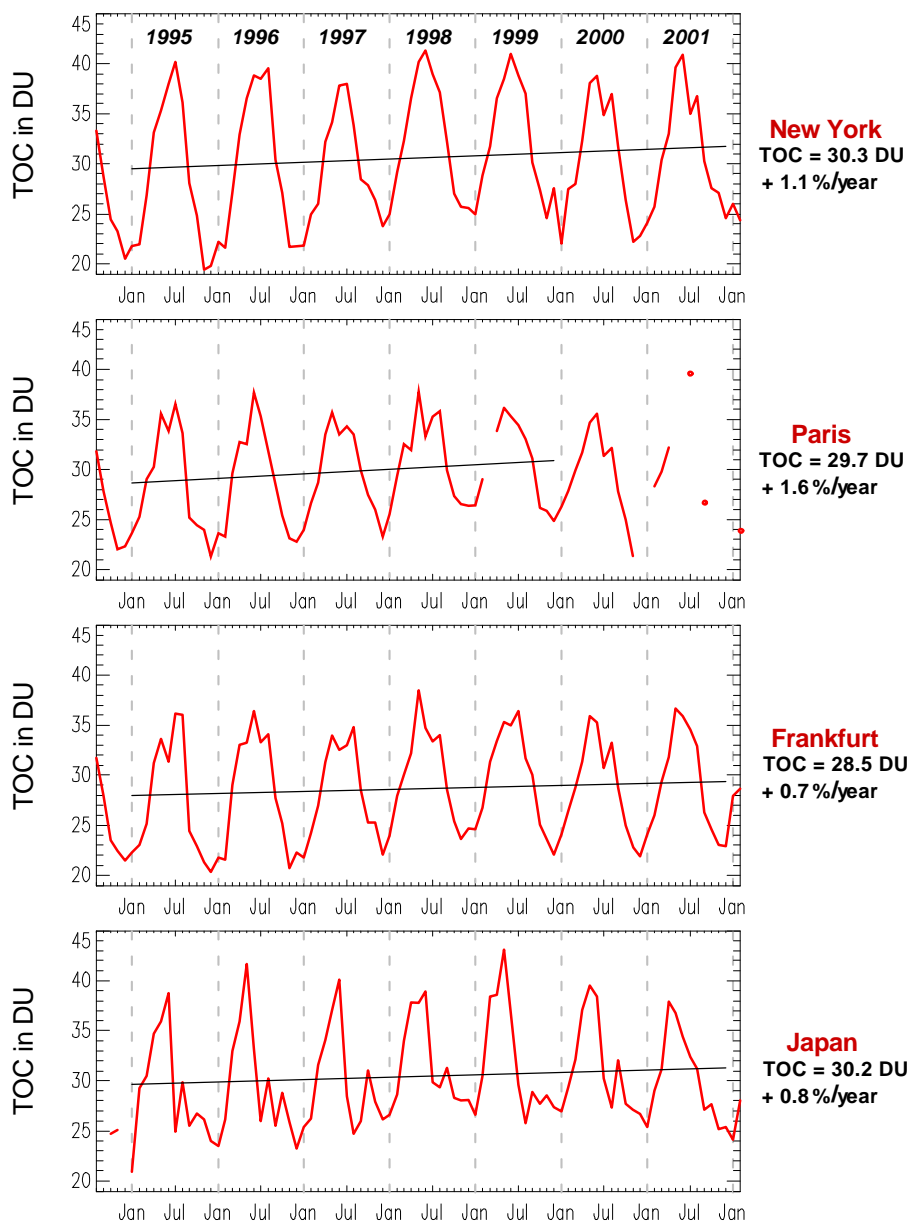 1995 1996 1997 1998 1999 2000 2001
45
40
35
30
25
20
TOC in DU
New York
TOC = 30.3 DU
+ 1.1 %/year
Jan Jul Jan Jul Jan Jul Jan Jul Jan Jul Jan Jul Jan Jul Jan
45
40
35
30
25
20
TOC in DU
Paris
TOC = 29.7 DU
+ 1.6 %/year
Jan Jul Jan Jul Jan Jul Jan Jul Jan Jul Jan Jul Jan Jul Jan
45
40
35
30
25
20
TOC in DU
Frankfurt
TOC = 28.5 DU
+ 0.7 %/year
Jan Jul Jan Jul Jan Jul Jan Jul Jan Jul Jan Jul Jan Jul Jan
45
40
35
30
25
20
TOC in DU
Japan
TOC = 30.2 DU
+ 0.8 %/year
Jan Jul Jan Jul Jan Jul Jan Jul Jan Jul Jan Jul Jan Jul Jan